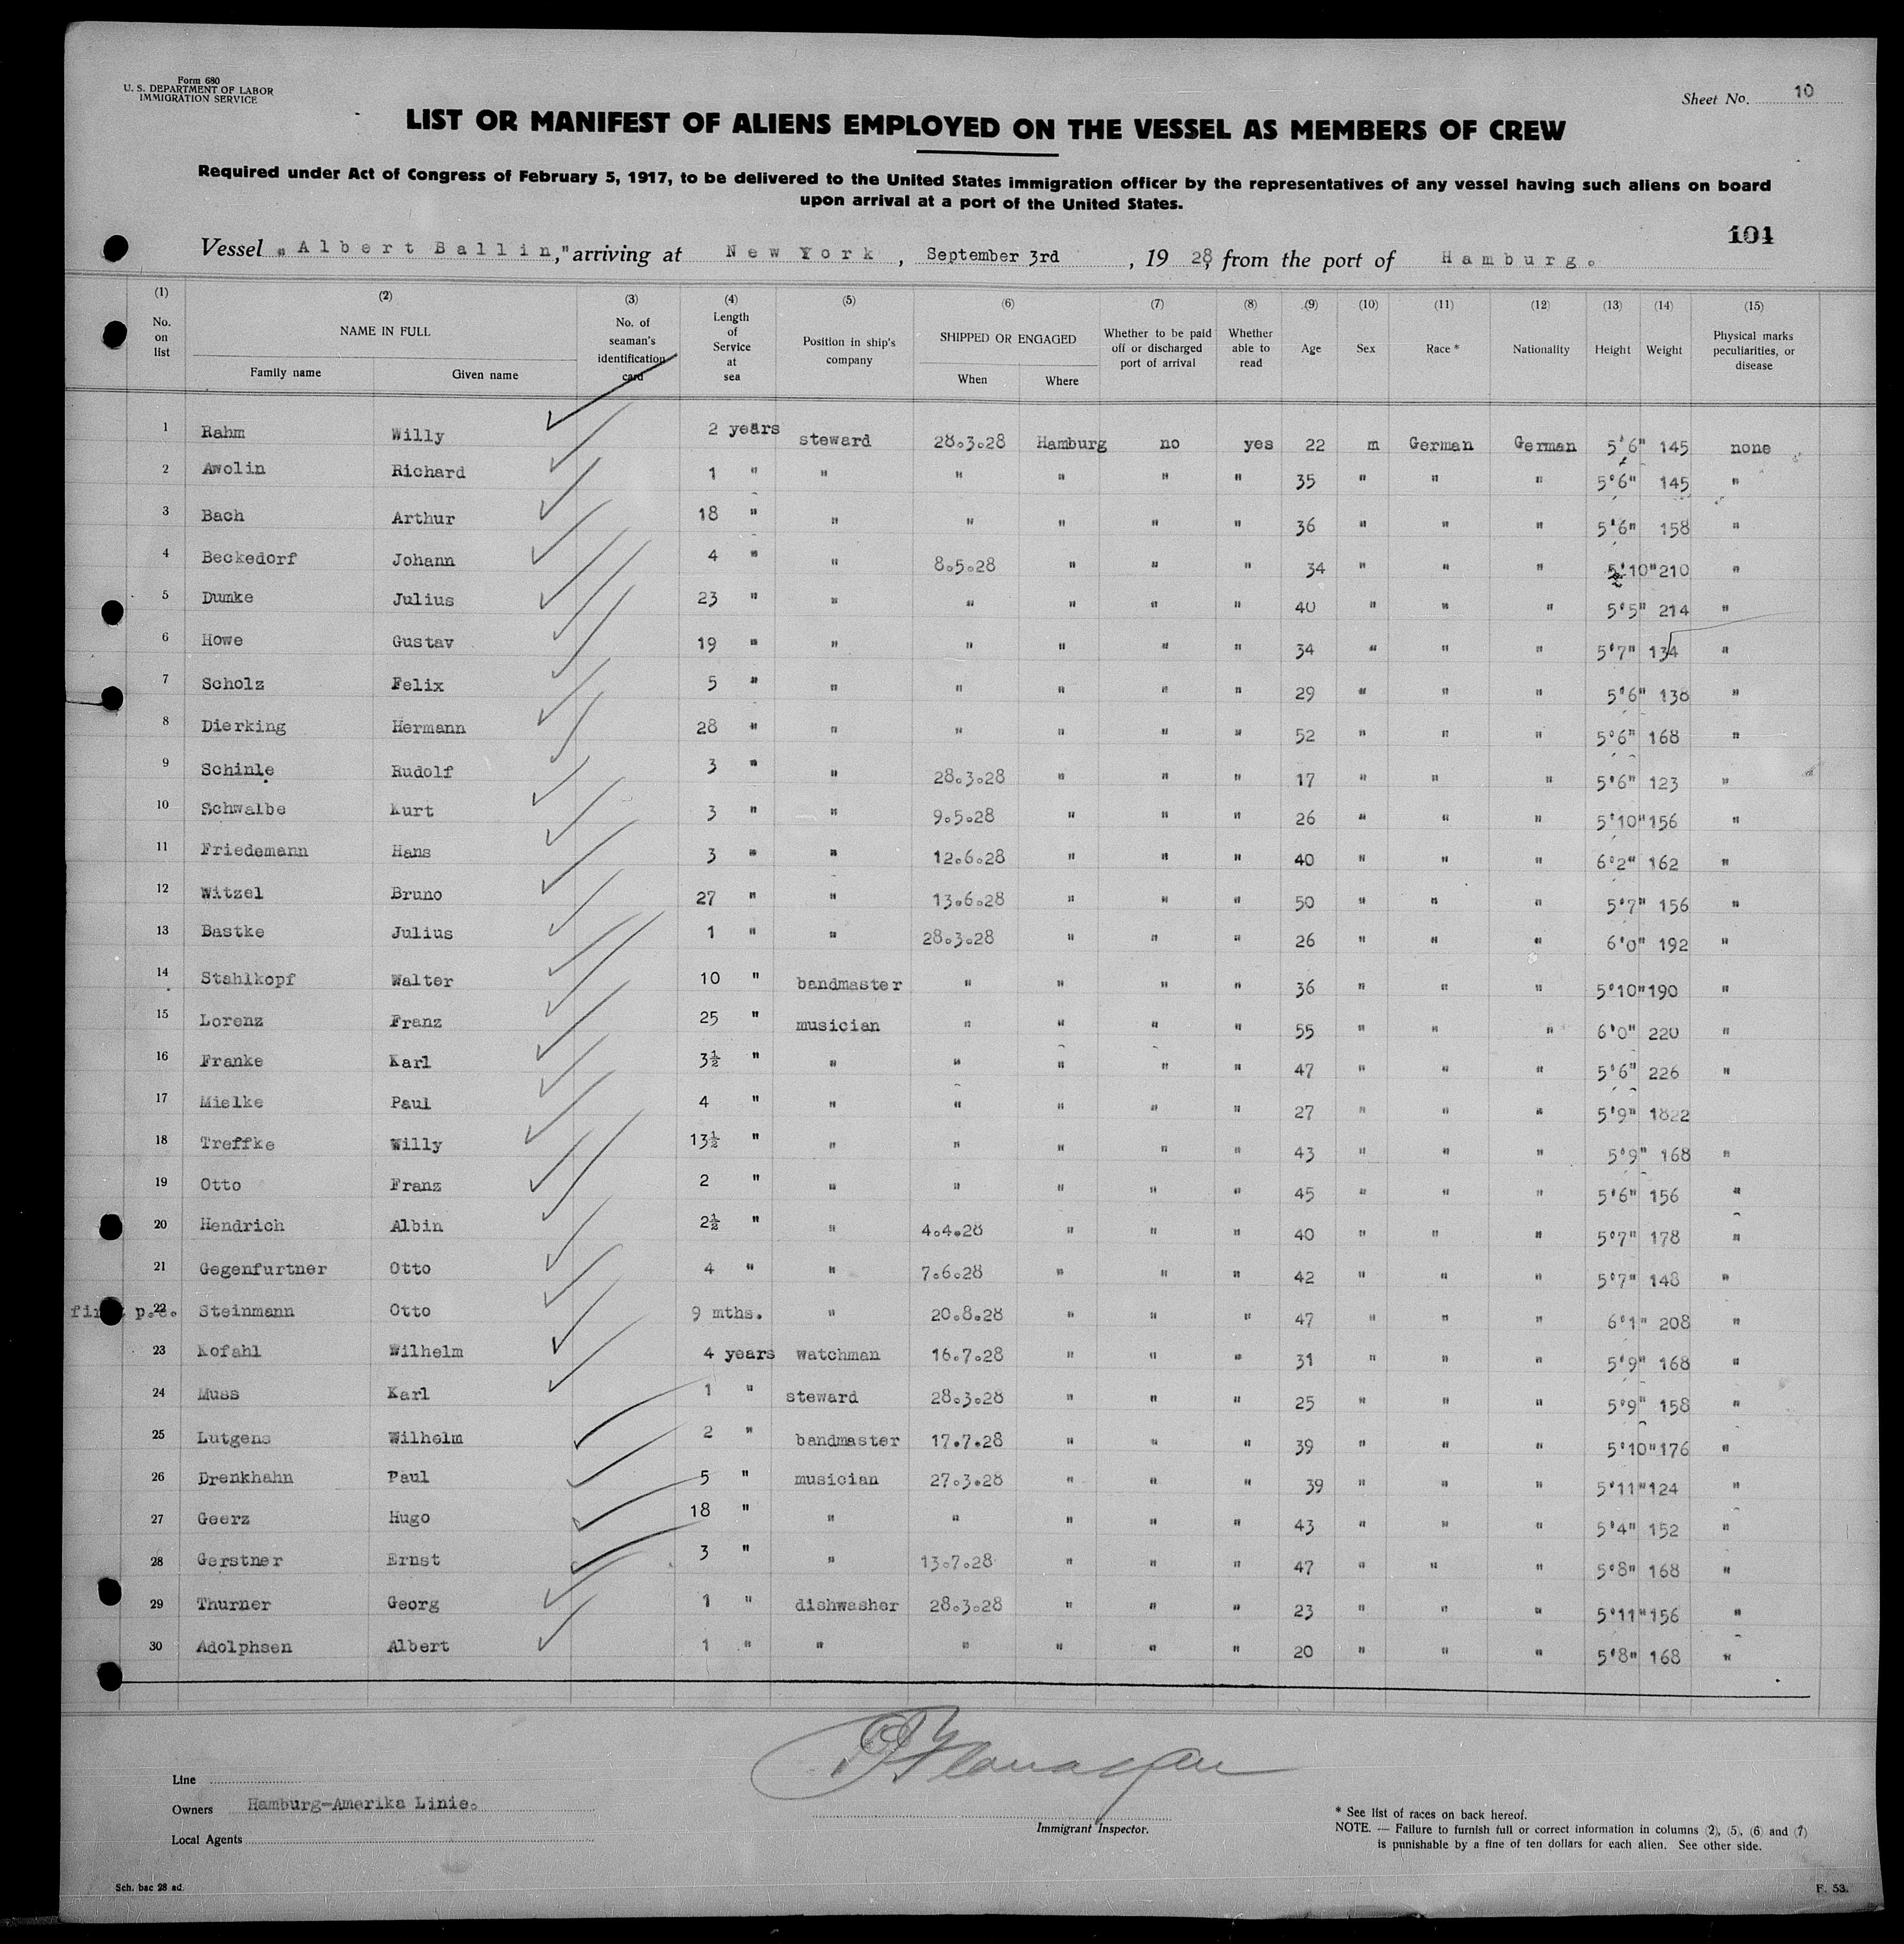 Form 680
U. S. DEPARTMENT OF LABOR
IMMIGRATION SERVICE
Sheet No. 10
LIST OR MANIFEST OF ALIENS EMPLOYED ON THE VESSEL AS MEMBERS OF CREW
Required under Act of Congress of February 5, 1917, to be delivered to the United States immigration officer by the representatives of any vessel having such aliens on board
upon arrival at a port of the United States.
101
Vessel „Albert Ballin," arriving at New York, September 3rd, 1928, from the port of Hamburg.
(1) (2) (3) (4) (5) (6) (7) (8) (9) (10) (11) (12) (13) (14) (15)
No. on list NAME IN FULL Family name Given name No. of seaman's identification card Length of Service at sea Position in ship's company SHIPPED OR ENGAGED When Where Whether to be paid off or discharged port of arrival Whether able to read Age Sex Race * Nationality Height Weight Physical marks peculiarities, or disease
1 Rahm Willy 2 years steward 28.3.28 Hamburg no yes 22 m German German 5'6" 145 none
2 Awolin Richard 1 " " " " " " 35 " " " 5'6" 145 "
3 Bach Arthur 18 " " " " " " 36 " " " 5'6" 158 "
4 Beckedorf Johann 4 " " 8.5.28 " " " 34 " " " 5'10" 210 "
5 Dumke Julius 23 " " " " " " 40 " " " 5'5" 214 "
6 Howe Gustav 19 " " " " " " 34 " " " 5'7" 134 "
7 Scholz Felix 5 " " " " " " 29 " " " 5'6" 138 "
8 Dierking Hermann 28 " " " " " " 52 " " " 5'6" 168 "
9 Schinle Rudolf 3 " " 28.3.28 " " " 17 " " " 5'6" 123 "
10 Schwalbe Kurt 3 " " 9.5.28 " " " 26 " " " 5'10" 156 "
11 Friedemann Hans 3 " " 12.6.28 " " " 40 " " " 6'2" 162 "
12 Witzel Bruno 27 " " 13.6.28 " " " 50 " " " 5'7" 156 "
13 Bastke Julius 1 " " 28.3.28 " " " 26 " " " 6'0" 192 "
14 Stahlkopf Walter 10 " bandmaster " " " " 36 " " " 5'10" 190 "
15 Lorenz Franz 25 " musician " " " " 55 " " " 6'0" 220 "
16 Franke Karl 3½ " " " " " " 47 " " " 5'6" 226 "
17 Mielke Paul 4 " " " " " " 27 " " " 5'9" 1822
18 Treffke Willy 13½ " " " " " " 43 " " " 5'9" 168 "
19 Otto Franz 2 " " " " " " 45 " " " 5'6" 156 "
20 Hendrich Albin 2½ " " 4.4.28 " " " 40 " " " 5'7" 178 "
21 Gegenfurtner Otto 4 " " 7.6.28 " " " 42 " " " 5'7" 148 "
22 Steinmann Otto 9 mths. " 20.8.28 " " " 47 " " " 6'1" 208 "
23 Kofahl Wilhelm 4 years watchman 16.7.28 " " " 31 " " " 5'9" 168 "
24 Muss Karl 1 " steward 28.3.28 " " " 25 " " " 5'9" 158 "
25 Lutgens Wilhelm 2 " bandmaster 17.7.28 " " " 39 " " " 5'10" 176 "
26 Drenkhahn Paul 5 " musician 27.3.28 " " " 39 " " " 5'11" 124 "
27 Geerz Hugo 18 " " " " " " 43 " " " 5'4" 152 "
28 Gerstner Ernst 3 " " 13.7.28 " " " 47 " " " 5'8" 168 "
29 Thurner Georg 1 " dishwasher 28.3.28 " " " 23 " " " 5'11" 156 "
30 Adolphsen Albert 1 " " " " " " 20 " " " 5'8" 168 "
Line
Owners Hamburg-Amerika Linie.
Local Agents
Immigrant Inspector.
* See list of races on back hereof.
NOTE. — Failure to furnish full or correct information in columns (2), (5), (6) and (7)
is punishable by a fine of ten dollars for each alien. See other side.
Sch. bac 28 ad.
F. 53.